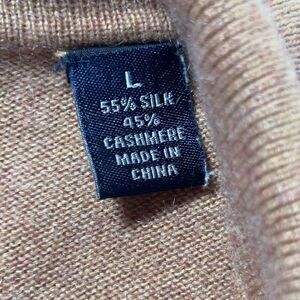 L
55% SILK
45%
CASHMERE
MADE IN
CHINA